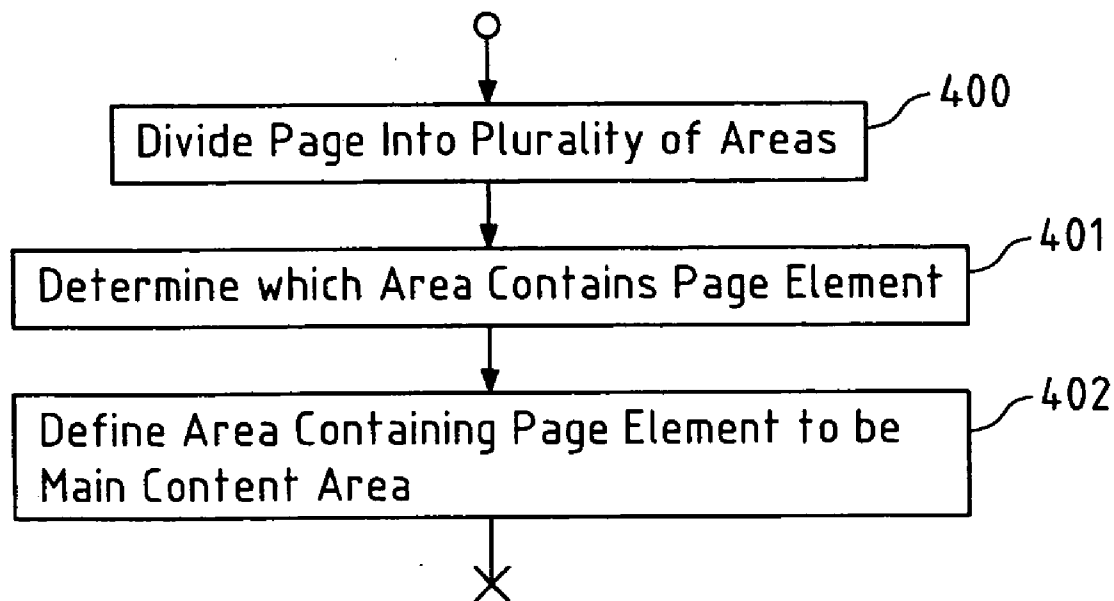 400
Divide Page Into Plurality of Areas
401
Determine which Area Contains Page Element
402
Define Area Containing Page Element to be
Main Content Area